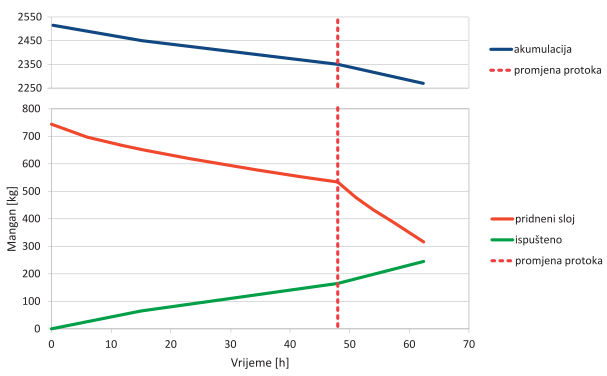 2550
2450
2350
2250
akumulacija
promjena protoka
800
700
600
500
400
300
200
100
0
Mangan [kg]
pridneni sloj
ispušteno
promjena protoka
0 10 20 30 40 50 60 70
Vrijeme [h]